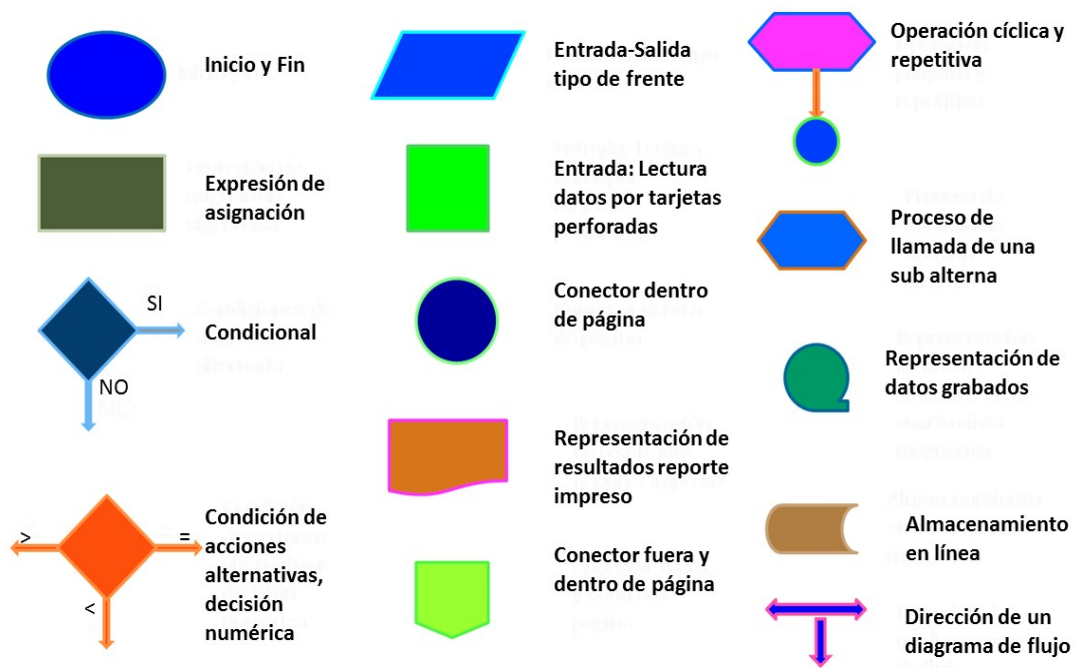 Inicio y Fin
Expresión de
asignación
SI
Condicional
NO
Condición de
acciones
alternativas,
decisión
numérica
>
=
<
Entrada-Salida
tipo de frente
Entrada: Lectura
datos por tarjetas
perforadas
Conector dentro
de página
Representación de
resultados reporte
impreso
Conector fuera y
dentro de página
Operación cíclica y
repetitiva
Proceso de
llamada de una
sub alterna
Representación de
datos grabados
Almacenamiento
en línea
Dirección de un
diagrama de flujo